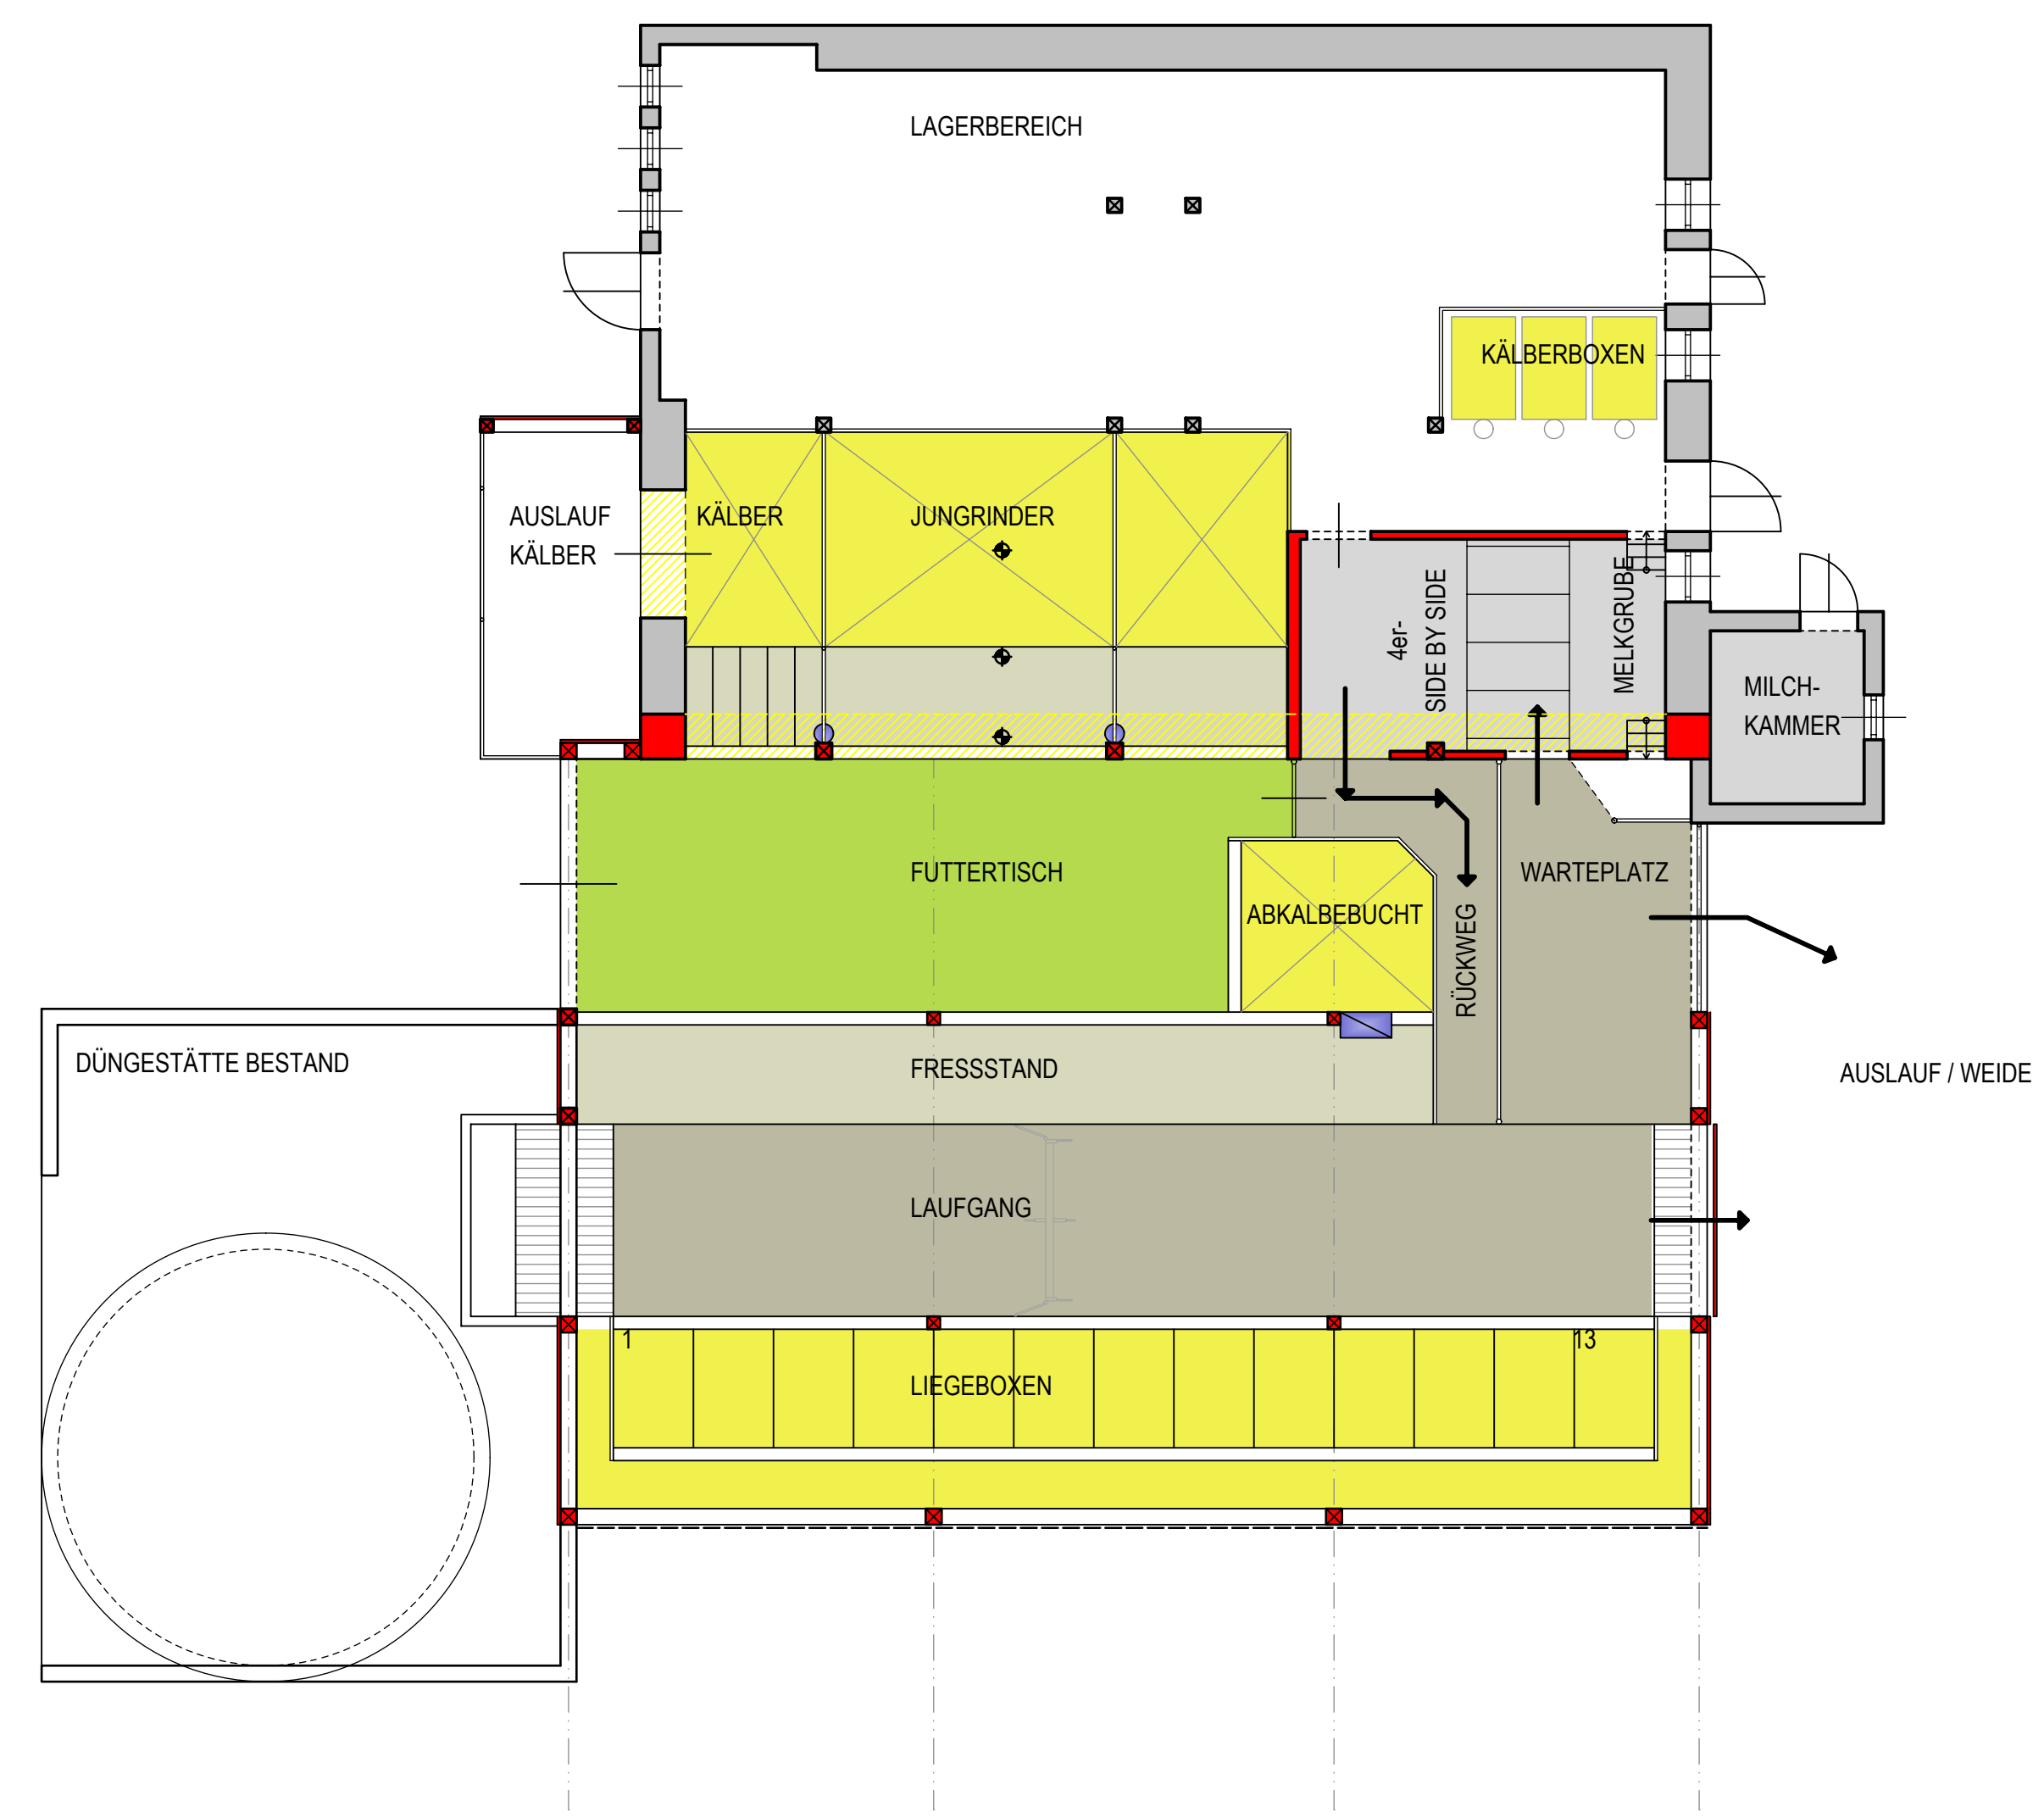 LAGERBEREICH
KÄLBERBOXEN
AUSLAUF
KÄLBER
KÄLBER
JUNGRINDER
4er-
SIDE BY SIDE
MELKGRUBE
MILCH-
KAMMER
FUTTERTISCH
WARTEPLATZ
ABKALBEBUCHT
RÜCKWEG
DÜNGESTÄTTE BESTAND
FRESSSTAND
AUSLAUF / WEIDE
LAUFGANG
1
13
LIEGEBOXEN